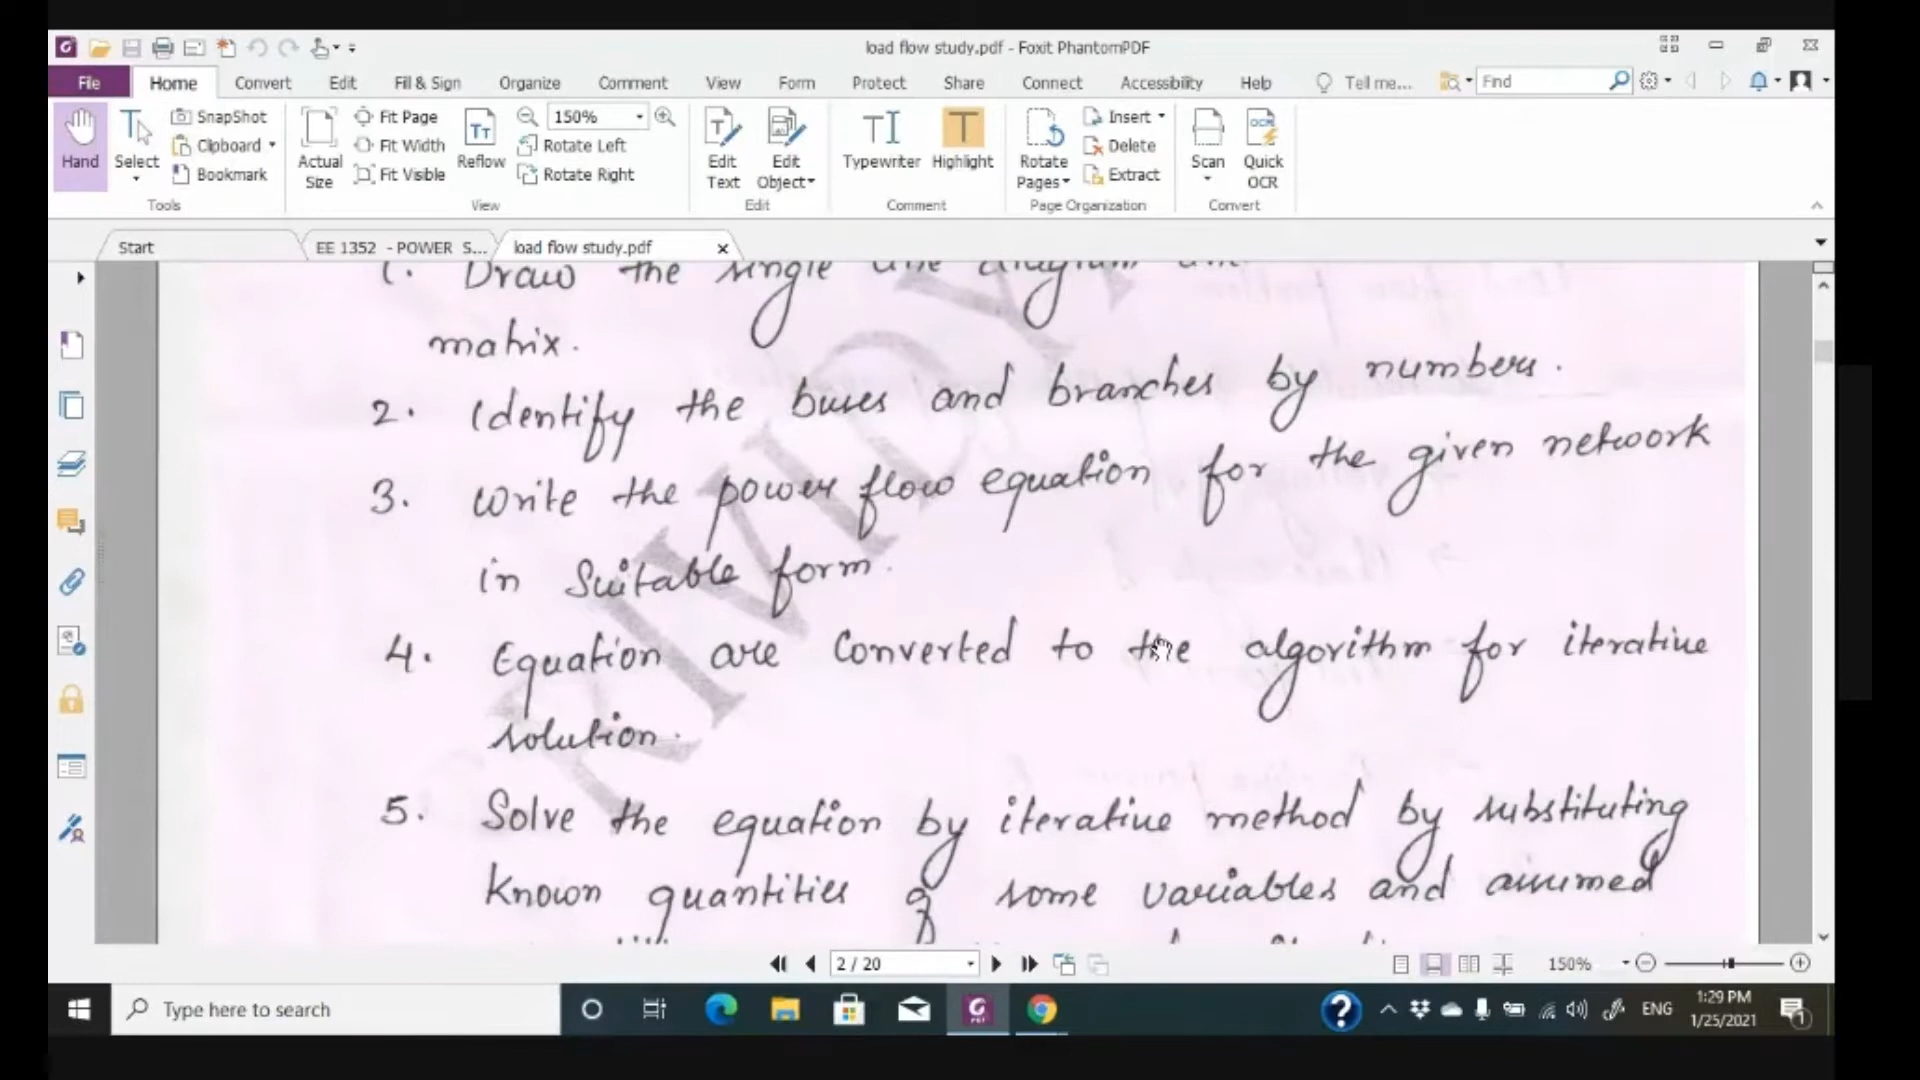 load flow study.pdf - Foxit PhantomPDF
File Home Convert Edit Fill & Sign Organize Comment View Form Protect Share Connect Accessibility Help Tell me... Find
Hand
Select
SnapShot
Clipboard
Bookmark
Tools
Actual Size
Fit Page
Fit Width
Fit Visible
Reflow
150%
Rotate Left
Rotate Right
View
Edit Text
Edit Object
Edit
Typewriter
Highlight
Comment
Rotate Pages
Insert
Delete
Extract
Page Organization
Scan
Quick OCR
Convert
Start EE 1352 - POWER S... load flow study.pdf
1. Draw the single line diagram
matrix.
2. Identify the buses and branches by numbers.
3. Write the power flow equation for the given network
in Suitable form.
4. Equation are Converted to the algorithm for iterative
solution.
5. Solve the equation by iterative method by substituting
Known quantities of some variables and assumed
2 / 20
150%
Type here to search
ENG
1:29 PM
1/25/2021
1